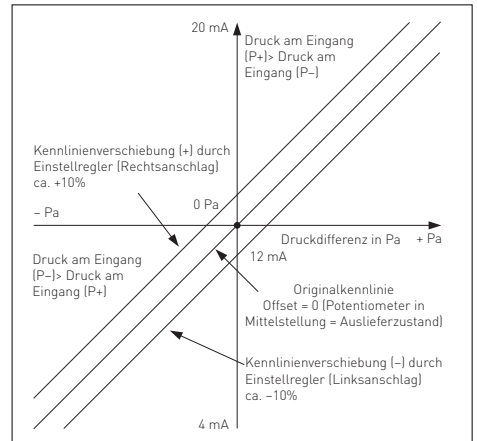 20 mA
Druck am Eingang
(P+)> Druck am
Eingang (P–)
Kennlinienverschiebung (+) durch
Einstellregler (Rechtsanschlag)
ca. +10%
0 Pa
– Pa
Druckdifferenz in Pa
+ Pa
12 mA
Druck am Eingang
(P–)> Druck am
Eingang (P+)
Originalkennlinie
Offset = 0 (Potentiometer in
Mittelstellung = Auslieferzustand)
Kennlinienverschiebung (–) durch
Einstellregler (Linksanschlag)
ca. –10%
4 mA